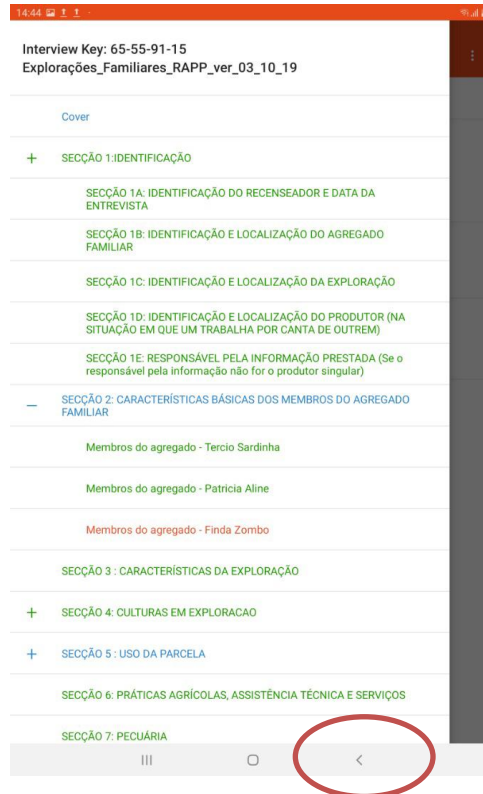 14:44
Interview Key: 65-55-91-15
Explorações_Familiares_RAPP_ver_03_10_19
Cover
+ SECÇÃO 1:IDENTIFICAÇÃO
SECÇÃO 1A: IDENTIFICAÇÃO DO RECENSEADOR E DATA DA
ENTREVISTA
SECÇÃO 1B: IDENTIFICAÇÃO E LOCALIZAÇÃO DO AGREGADO
FAMILIAR
SECÇÃO 1C: IDENTIFICAÇÃO E LOCALIZAÇÃO DA EXPLORAÇÃO
SECÇÃO 1D: IDENTIFICAÇÃO E LOCALIZAÇÃO DO PRODUTOR (NA
SITUAÇÃO EM QUE UM TRABALHA POR CANTA DE OUTREM)
SECÇÃO 1E: RESPONSÁVEL PELA INFORMAÇÃO PRESTADA (Se o
responsável pela informação não for o produtor singular)
— SECÇÃO 2: CARACTERÍSTICAS BÁSICAS DOS MEMBROS DO AGREGADO
FAMILIAR
Membros do agregado - Tercio Sardinha
Membros do agregado - Patricia Aline
Membros do agregado - Finda Zombo
SECÇÃO 3 : CARACTERÍSTICAS DA EXPLORAÇÃO
+ SECÇÃO 4: CULTURAS EM EXPLORACAO
+ SECÇÃO 5 : USO DA PARCELA
SECÇÃO 6: PRÁTICAS AGRÍCOLAS, ASSISTÊNCIA TÉCNICA E SERVIÇOS
SECÇÃO 7: PECUÁRIA